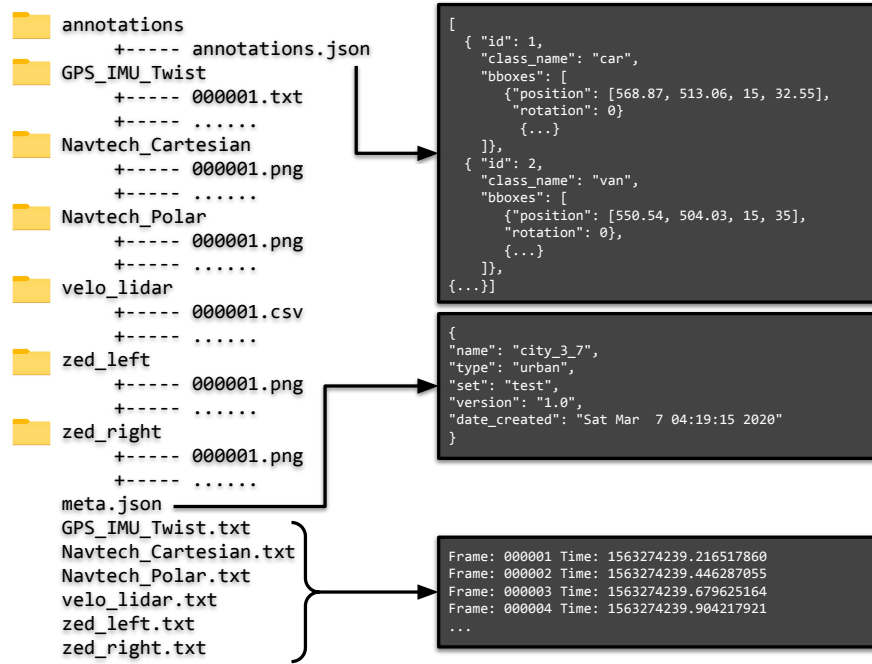 annotations
+----- annotations.json
GPS_IMU_Twist
+----- 000001.txt
+----- ......
Navtech_Cartesian
+----- 000001.png
+----- ......
Navtech_Polar
+----- 000001.png
+----- ......
velo_lidar
+----- 000001.csv
+----- ......
zed_left
+----- 000001.png
+----- ......
zed_right
+----- 000001.png
+----- ......
meta.json
GPS_IMU_Twist.txt
Navtech_Cartesian.txt
Navtech_Polar.txt
velo_lidar.txt
zed_left.txt
zed_right.txt
[
{ "id": 1,
"class_name": "car",
"bboxes": [
{"position": [568.87, 513.06, 15, 32.55],
"rotation": 0}
{...}
]},
{ "id": 2,
"class_name": "van",
"bboxes": [
{"position": [550.54, 504.03, 15, 35],
"rotation": 0},
{...}
]},
{...}]
{
"name": "city_3_7",
"type": "urban",
"set": "test",
"version": "1.0",
"date_created": "Sat Mar  7 04:19:15 2020"
}
Frame: 000001 Time: 1563274239.216517860
Frame: 000002 Time: 1563274239.446287055
Frame: 000003 Time: 1563274239.679625164
Frame: 000004 Time: 1563274239.904217921
...